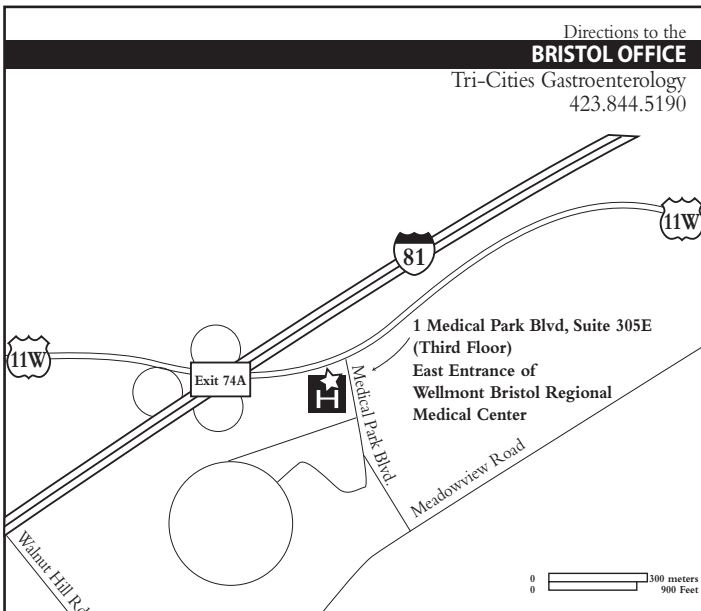 Directions to the
BRISTOL OFFICE
Tri-Cities Gastroenterology
423.844.5190
11W
81
1 Medical Park Blvd, Suite 305E
(Third Floor)
East Entrance of
Wellmont Bristol Regional
Medical Center
11W
Exit 74A
H
Medical Park Blvd.
Meadowview Road
Walnut Hill Rd
0 300 meters
0 900 Feet